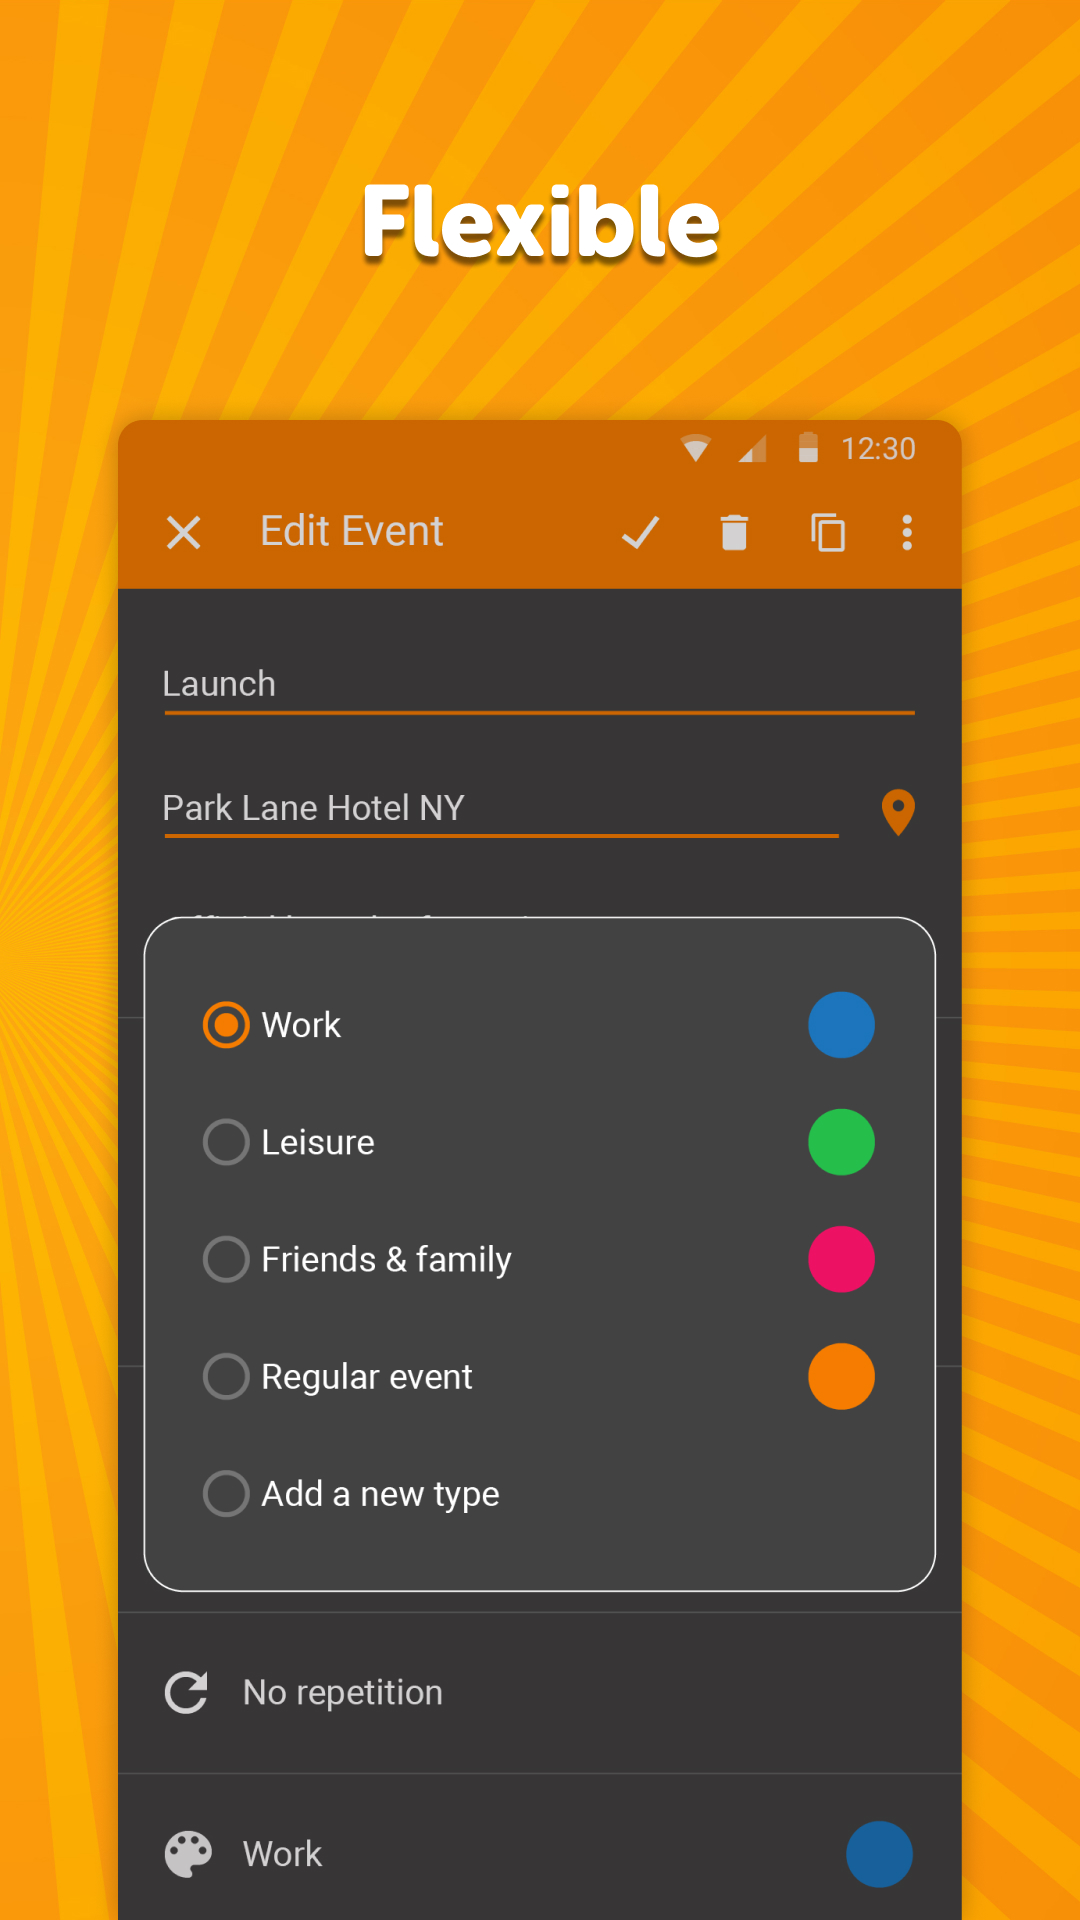 Flexible
12:30
Edit Event
Launch
Park Lane Hotel NY
Work
Leisure
Friends & family
Regular event
Add a new type
No repetition
Work